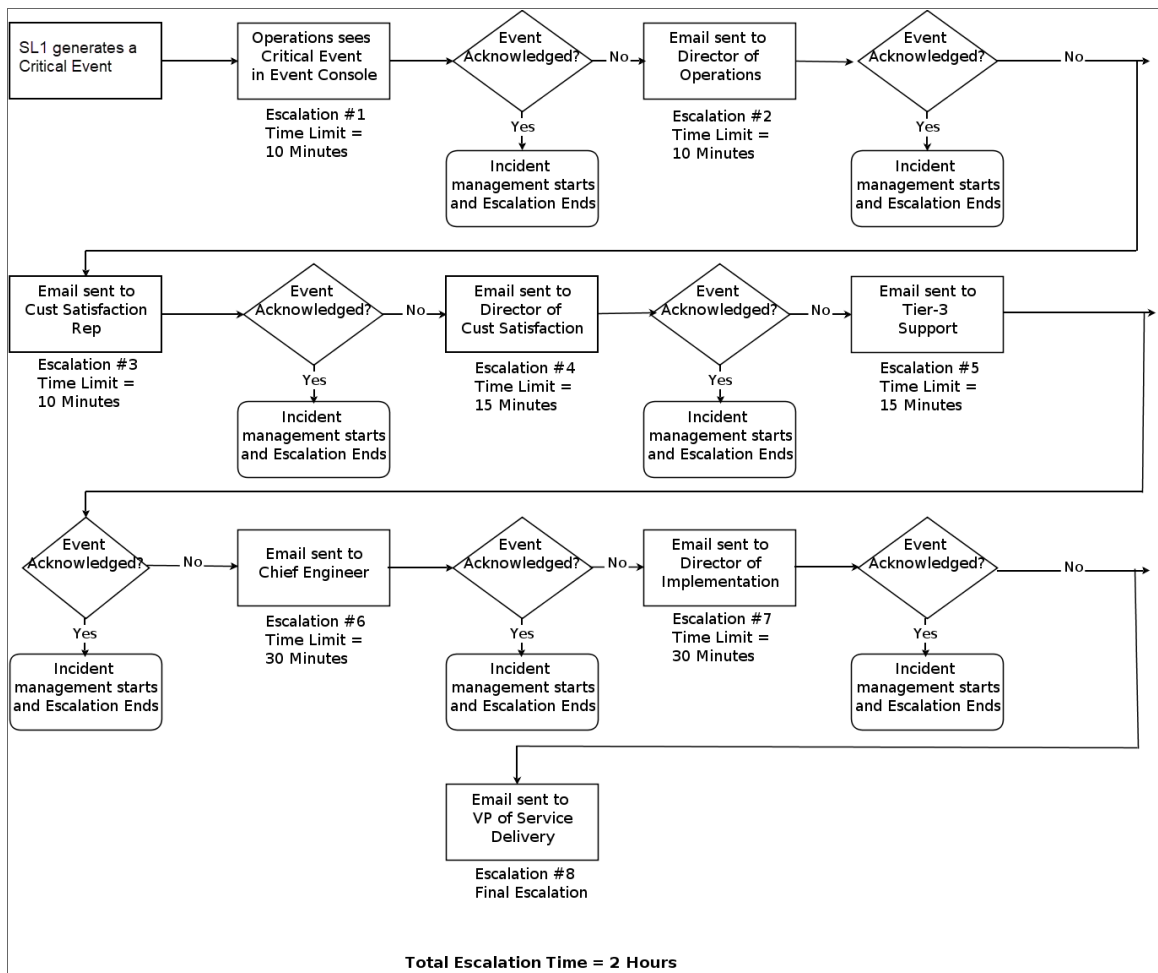 SL1 generates a
Critical Event
Operations sees
Critical Event
in Event Console
Escalation #1
Time Limit =
10 Minutes
Event
Acknowledged?
No
Yes
Incident
management starts
and Escalation Ends
Email sent to
Director of
Operations
Escalation #2
Time Limit =
10 Minutes
Event
Acknowledged?
No
Yes
Incident
management starts
and Escalation Ends
Email sent to
Cust Satisfaction
Rep
Escalation #3
Time Limit =
10 Minutes
Event
Acknowledged?
No
Yes
Incident
management starts
and Escalation Ends
Email sent to
Director of
Cust Satisfaction
Escalation #4
Time Limit =
15 Minutes
Event
Acknowledged?
No
Yes
Incident
management starts
and Escalation Ends
Email sent to
Tier-3
Support
Escalation #5
Time Limit =
15 Minutes
Event
Acknowledged?
No
Yes
Incident
management starts
and Escalation Ends
Email sent to
Chief Engineer
Escalation #6
Time Limit =
30 Minutes
Event
Acknowledged?
No
Yes
Incident
management starts
and Escalation Ends
Email sent to
Director of
Implementation
Escalation #7
Time Limit =
30 Minutes
Event
Acknowledged?
No
Yes
Incident
management starts
and Escalation Ends
Email sent to
VP of Service
Delivery
Escalation #8
Final Escalation
Total Escalation Time = 2 Hours